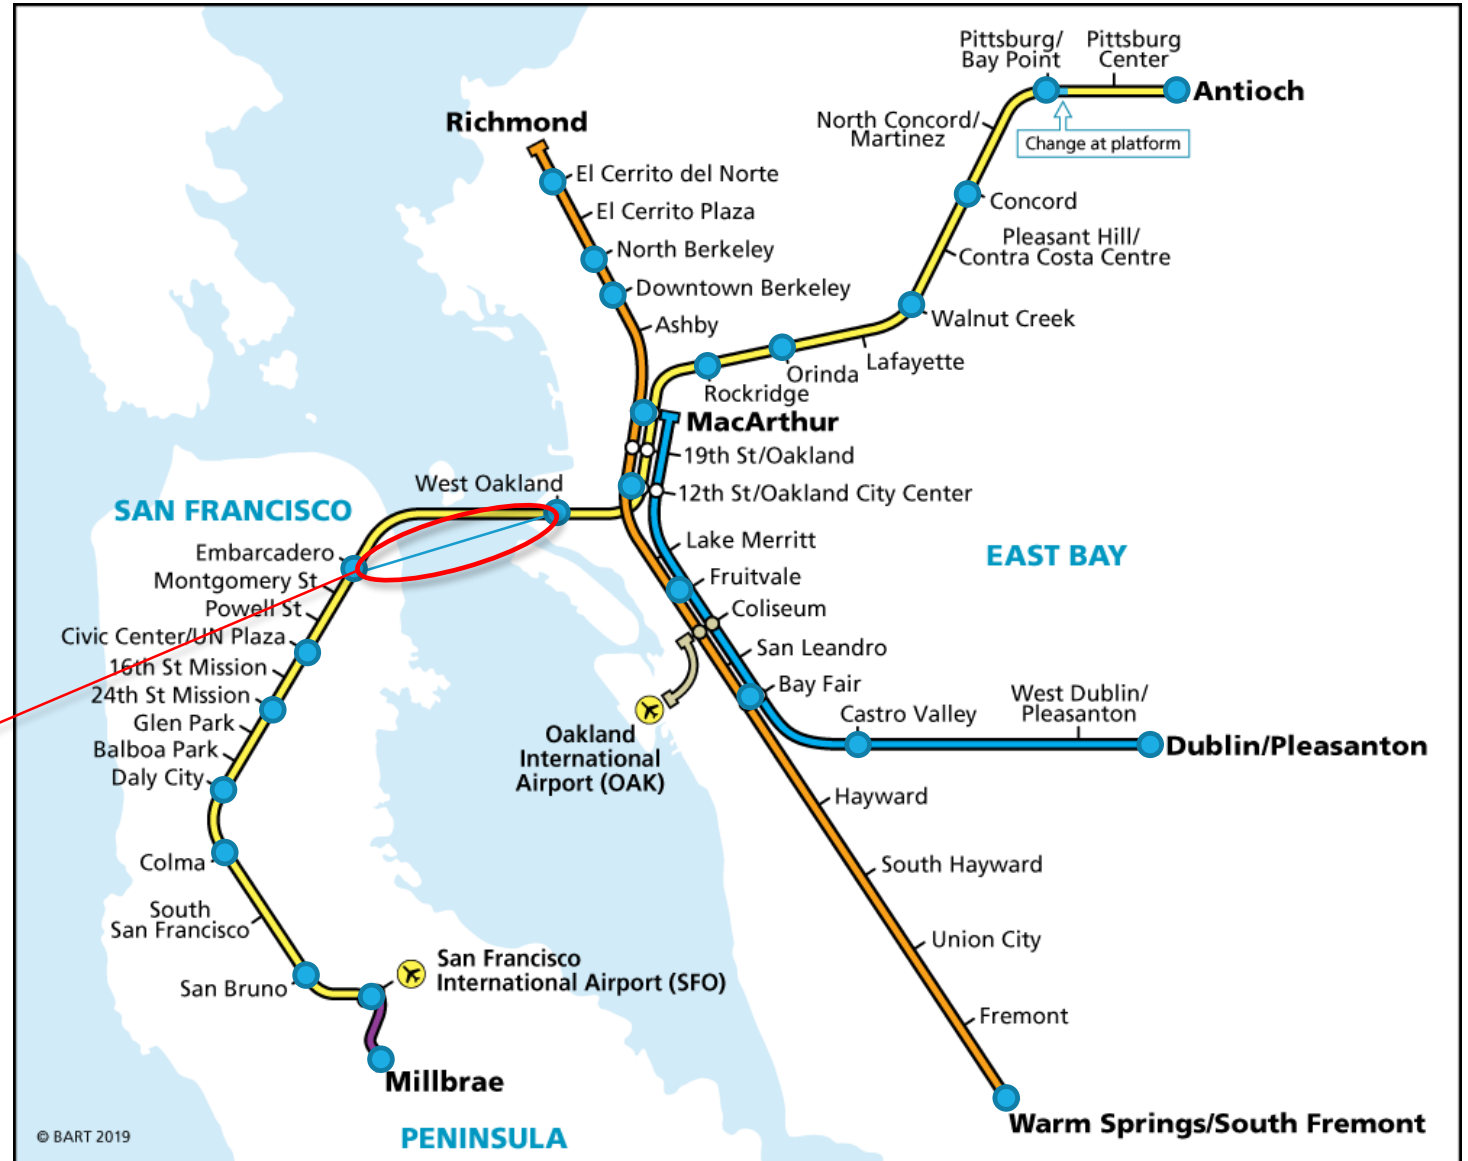 Pittsburg/
Bay Point
Pittsburg
Center
Antioch
North Concord/
Martinez
Change at platform
Richmond
El Cerrito del Norte
El Cerrito Plaza
North Berkeley
Downtown Berkeley
Ashby
Concord
Pleasant Hill/
Contra Costa Centre
Walnut Creek
Lafayette
Orinda
Rockridge
MacArthur
19th St/Oakland
12th St/Oakland City Center
West Oakland
SAN FRANCISCO
Embarcadero
Montgomery St
Powell St
Civic Center/UN Plaza
16th St Mission
24th St Mission
Glen Park
Balboa Park
Daly City
Colma
South
San Francisco
San Bruno
San Francisco
International Airport (SFO)
Millbrae
PENINSULA
EAST BAY
Lake Merritt
Fruitvale
Coliseum
San Leandro
Bay Fair
Oakland
International
Airport (OAK)
Castro Valley
West Dublin/
Pleasanton
Dublin/Pleasanton
Hayward
South Hayward
Union City
Fremont
Warm Springs/South Fremont
© BART 2019